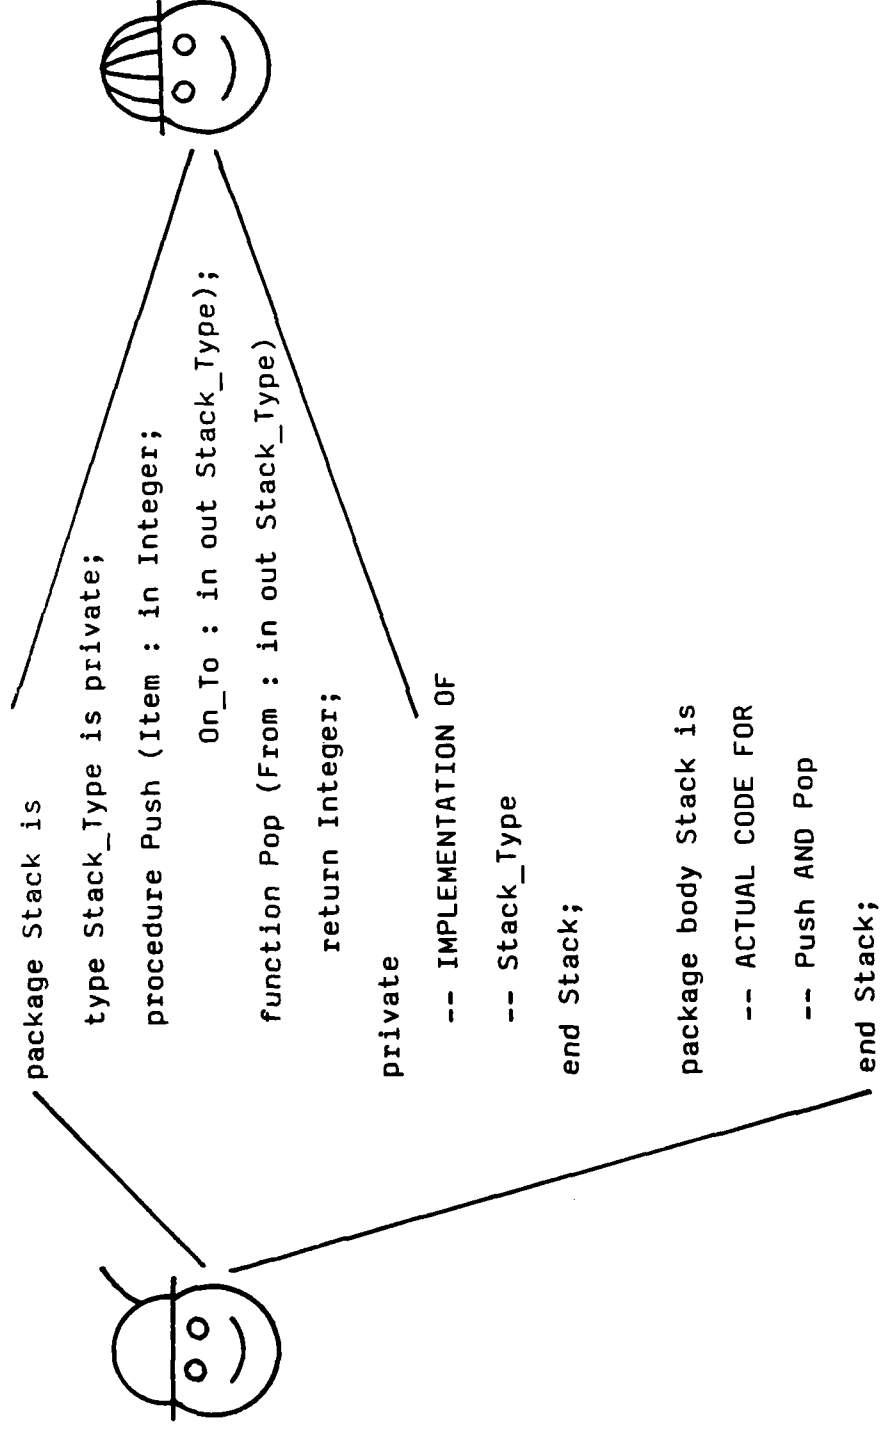 package Stack is
type Stack_Type is private;
procedure Push (Item : in Integer;
On_To : in out Stack_Type);
function Pop (From : in out Stack_Type)
return Integer;
private
-- IMPLEMENTATION OF
-- Stack_Type
end Stack;
package body Stack is
-- ACTUAL CODE FOR
-- Push AND Pop
end Stack;